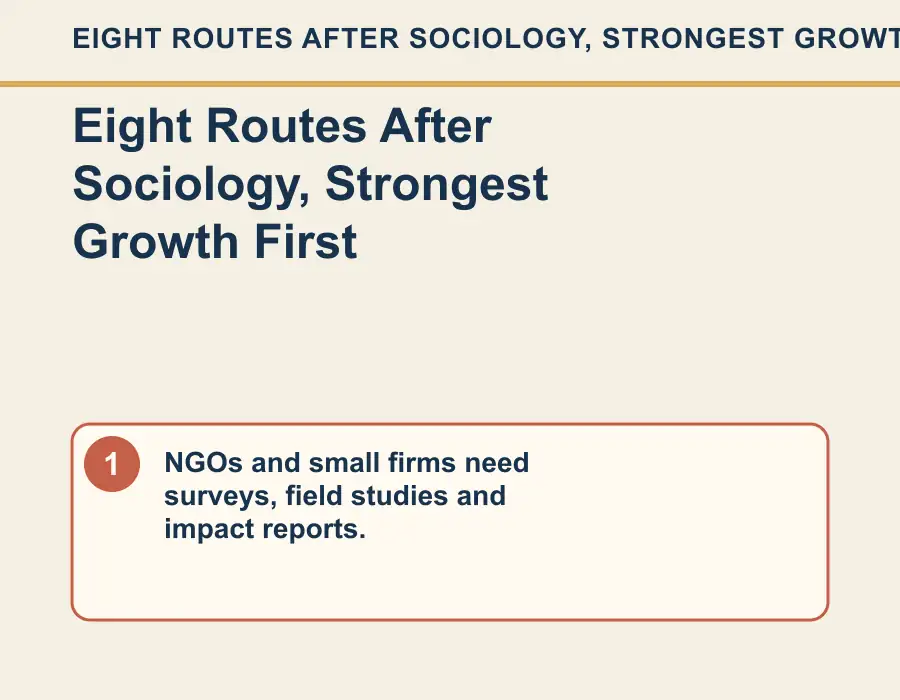 EIGHT ROUTES AFTER SOCIOLOGY, STRONGEST GROWT
Eight Routes After
Sociology, Strongest
Growth First
1
NGOs and small firms need
surveys, field studies and
impact reports.